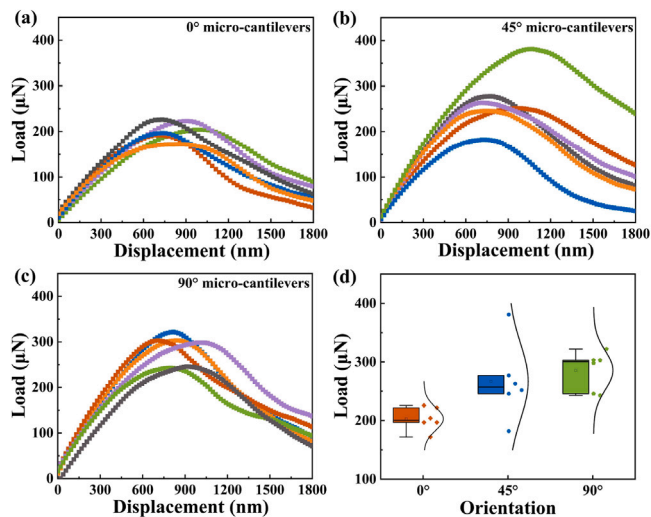 (a)
0° micro-cantilevers
400
300
200
100
0
Load (μN)
0 300 600 900 1200 1500 1800
Displacement (nm)
(b)
45° micro-cantilevers
400
300
200
100
0
Load (μN)
0 300 600 900 1200 1500 1800
Displacement (nm)
(c)
90° micro-cantilevers
400
300
200
100
0
Load (μN)
0 300 600 900 1200 1500 1800
Displacement (nm)
(d)
500
400
300
200
100
Load (μN)
0° 45° 90°
Orientation